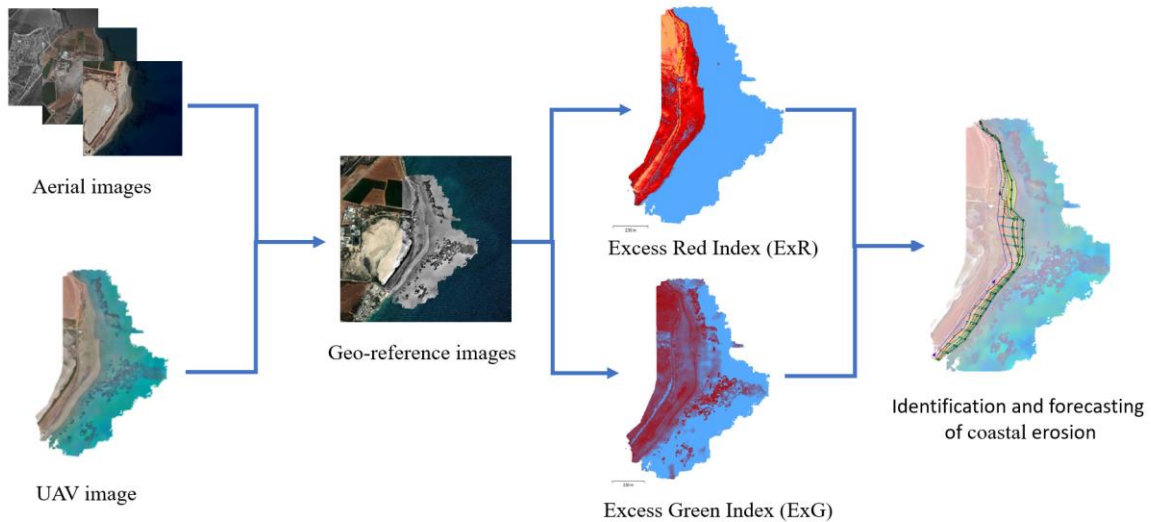 Aerial images
UAV image
Geo-reference images
Excess Red Index (ExR)
Excess Green Index (ExG)
Identification and forecasting
of coastal erosion